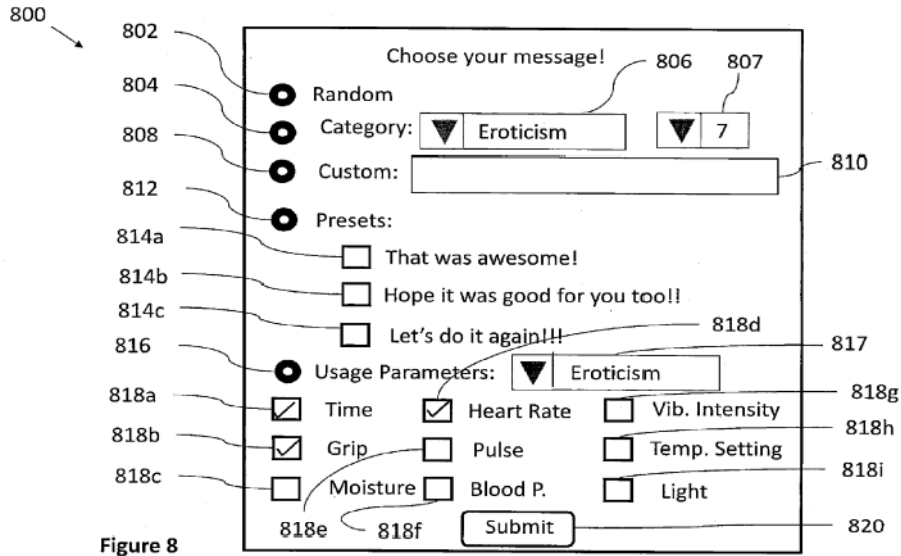 800
802
Choose your message!
806
807
Random
804
Category:
Eroticism
7
808
Custom:
810
812
Presets:
814a
That was awesome!
814b
Hope it was good for you too!!
814c
Let's do it again!!!
818d
817
816
Usage Parameters:
Eroticism
818a
Time
Heart Rate
Vib. Intensity
818g
818b
Grip
Pulse
Temp. Setting
818h
818c
Moisture
Blood P.
Light
818i
818e
818f
Submit
820
Figure 8